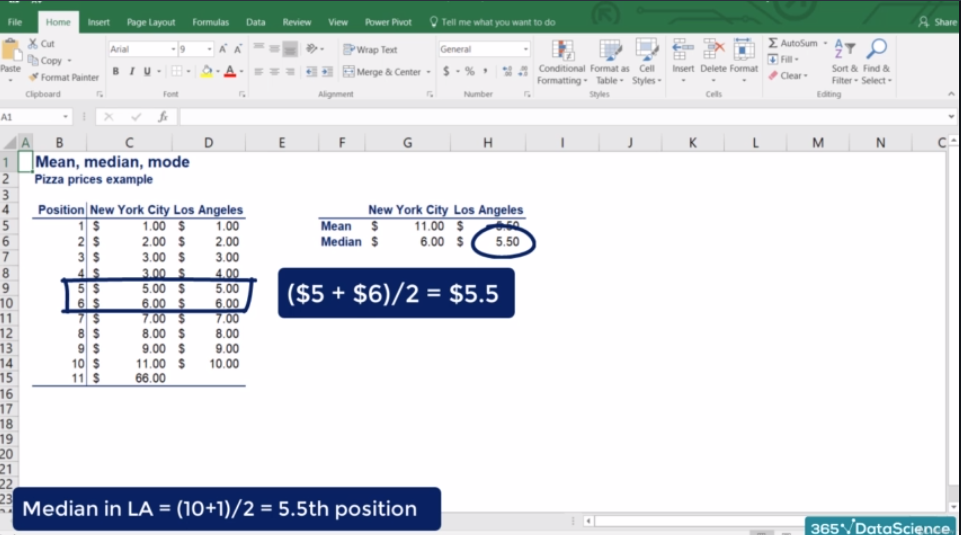 File Home Insert Page Layout Formulas Data Review View Power Pivot Tell me what you want to do Share
Cut
Copy
Format Painter
Paste
Arial 9 A A
B I U A
Wrap Text
Merge & Center
General
$ % ,
Conditional Formatting
Format as Table
Cell Styles
Insert Delete Format
AutoSum
Fill
Clear
Sort & Filter
Find & Select
Clipboard Font Alignment Number Styles Cells Editing
A1 fx
A B C D E F G H I J K L M N
1 Mean, median, mode
2 Pizza prices example
3
4 Position New York City Los Angeles New York City Los Angeles
5 1 $ 1.00 $ 1.00 Mean $ 11.00 $ 5.50
6 2 $ 2.00 $ 2.00 Median $ 6.00 $ 5.50
7 3 $ 3.00 $ 3.00
8 4 $ 3.00 $ 4.00
9 5 $ 5.00 $ 5.00
10 6 $ 6.00 $ 6.00
($5 + $6)/2 = $5.5
11 7 $ 7.00 $ 7.00
12 8 $ 8.00 $ 8.00
13 9 $ 9.00 $ 9.00
14 10 $ 11.00 $ 10.00
15 11 $ 66.00
16
17
18
19
20
21
22
23
Median in LA = (10+1)/2 = 5.5th position
365√DataScience